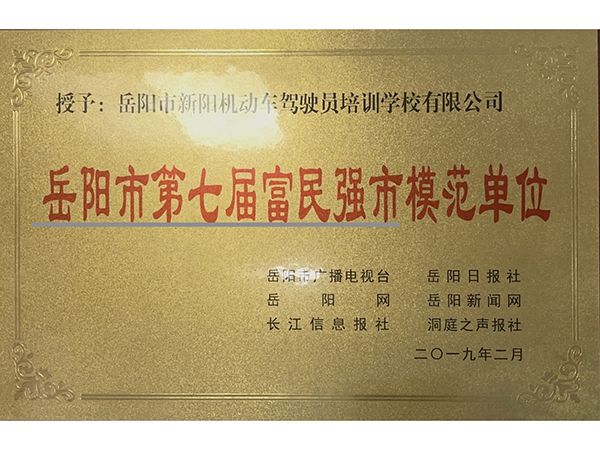 授予：岳阳市新阳机动车驾驶员培训学校有限公司
岳阳市第七届富民强市模范单位
岳阳市广播电视台 岳阳日报社
岳阳网 岳阳新闻网
长江信息报社 洞庭之声报社
二〇一九年二月